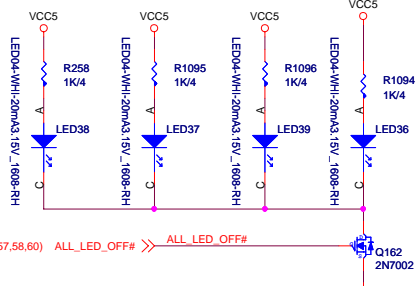 VCC5
VCC5
VCC5
VCC5
LED04-WHI-20mA3.15V_1608-RH
R258
1K/4
A
LED38
C
LED04-WHI-20mA3.15V_1608-RH
R1095
1K/4
A
LED37
C
LED04-WHI-20mA3.15V_1608-RH
R1096
1K/4
A
LED39
C
LED04-WHI-20mA3.15V_1608-RH
R1094
1K/4
A
LED36
C
57,58,60) ALL_LED_OFF#
ALL_LED_OFF#
Q162
2N7002